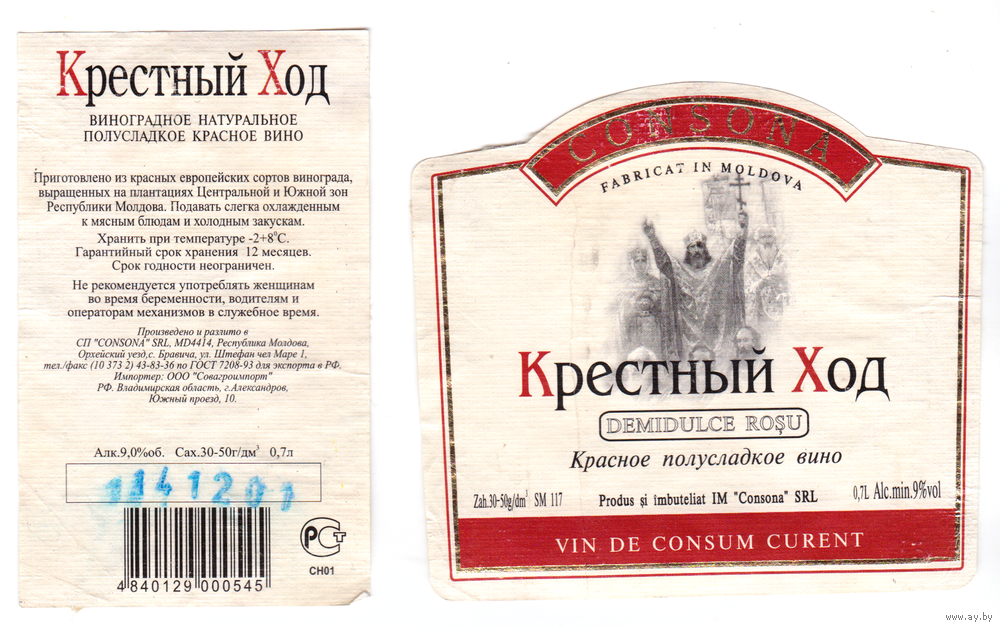 Крестный Ход
ВИНОГРАДНОЕ НАТУРАЛЬНОЕ
ПОЛУСЛАДКОЕ КРАСНОЕ ВИНО
Приготовлено из красных европейских сортов винограда,
выращенных на плантациях Центральной и Южной зон
Республики Молдова. Подавать слегка охлажденным
к мясным блюдам и холодным закускам.
Хранить при температуре -2+8°С.
Гарантийный срок хранения 12 месяцев.
Срок годности неограничен.
Не рекомендуется употреблять женщинам
во время беременности, водителям и
операторам механизмов в служебное время.
Произведено и разлито в
СП "CONSONA" SRL, MD4414, Республика Молдова,
Орхейский уезд,с. Бравича, ул. Штефан чел Маре 1,
тел./факс (10 373 2) 43-83-36 по ГОСТ 7208-93 для экспорта в РФ.
Импортер: ООО "Совагроимпорт"
РФ. Владимирская область, г.Александров,
Южный проезд, 10.
Алк.9,0%об. Сах.30-50г/дм³ 0,7л
4 840129 000545
РСТ
СН01
CONSONA
FABRICAT IN MOLDOVA
Крестный Ход
DEMIDULCE ROŞU
Красное полусладкое вино
Zah.30-50g/dm³ SM 117 Produs şi îmbuteliat IM "Consona" SRL 0,7L Alc.min.9%vol
VIN DE CONSUM CURENT
www.ay.by